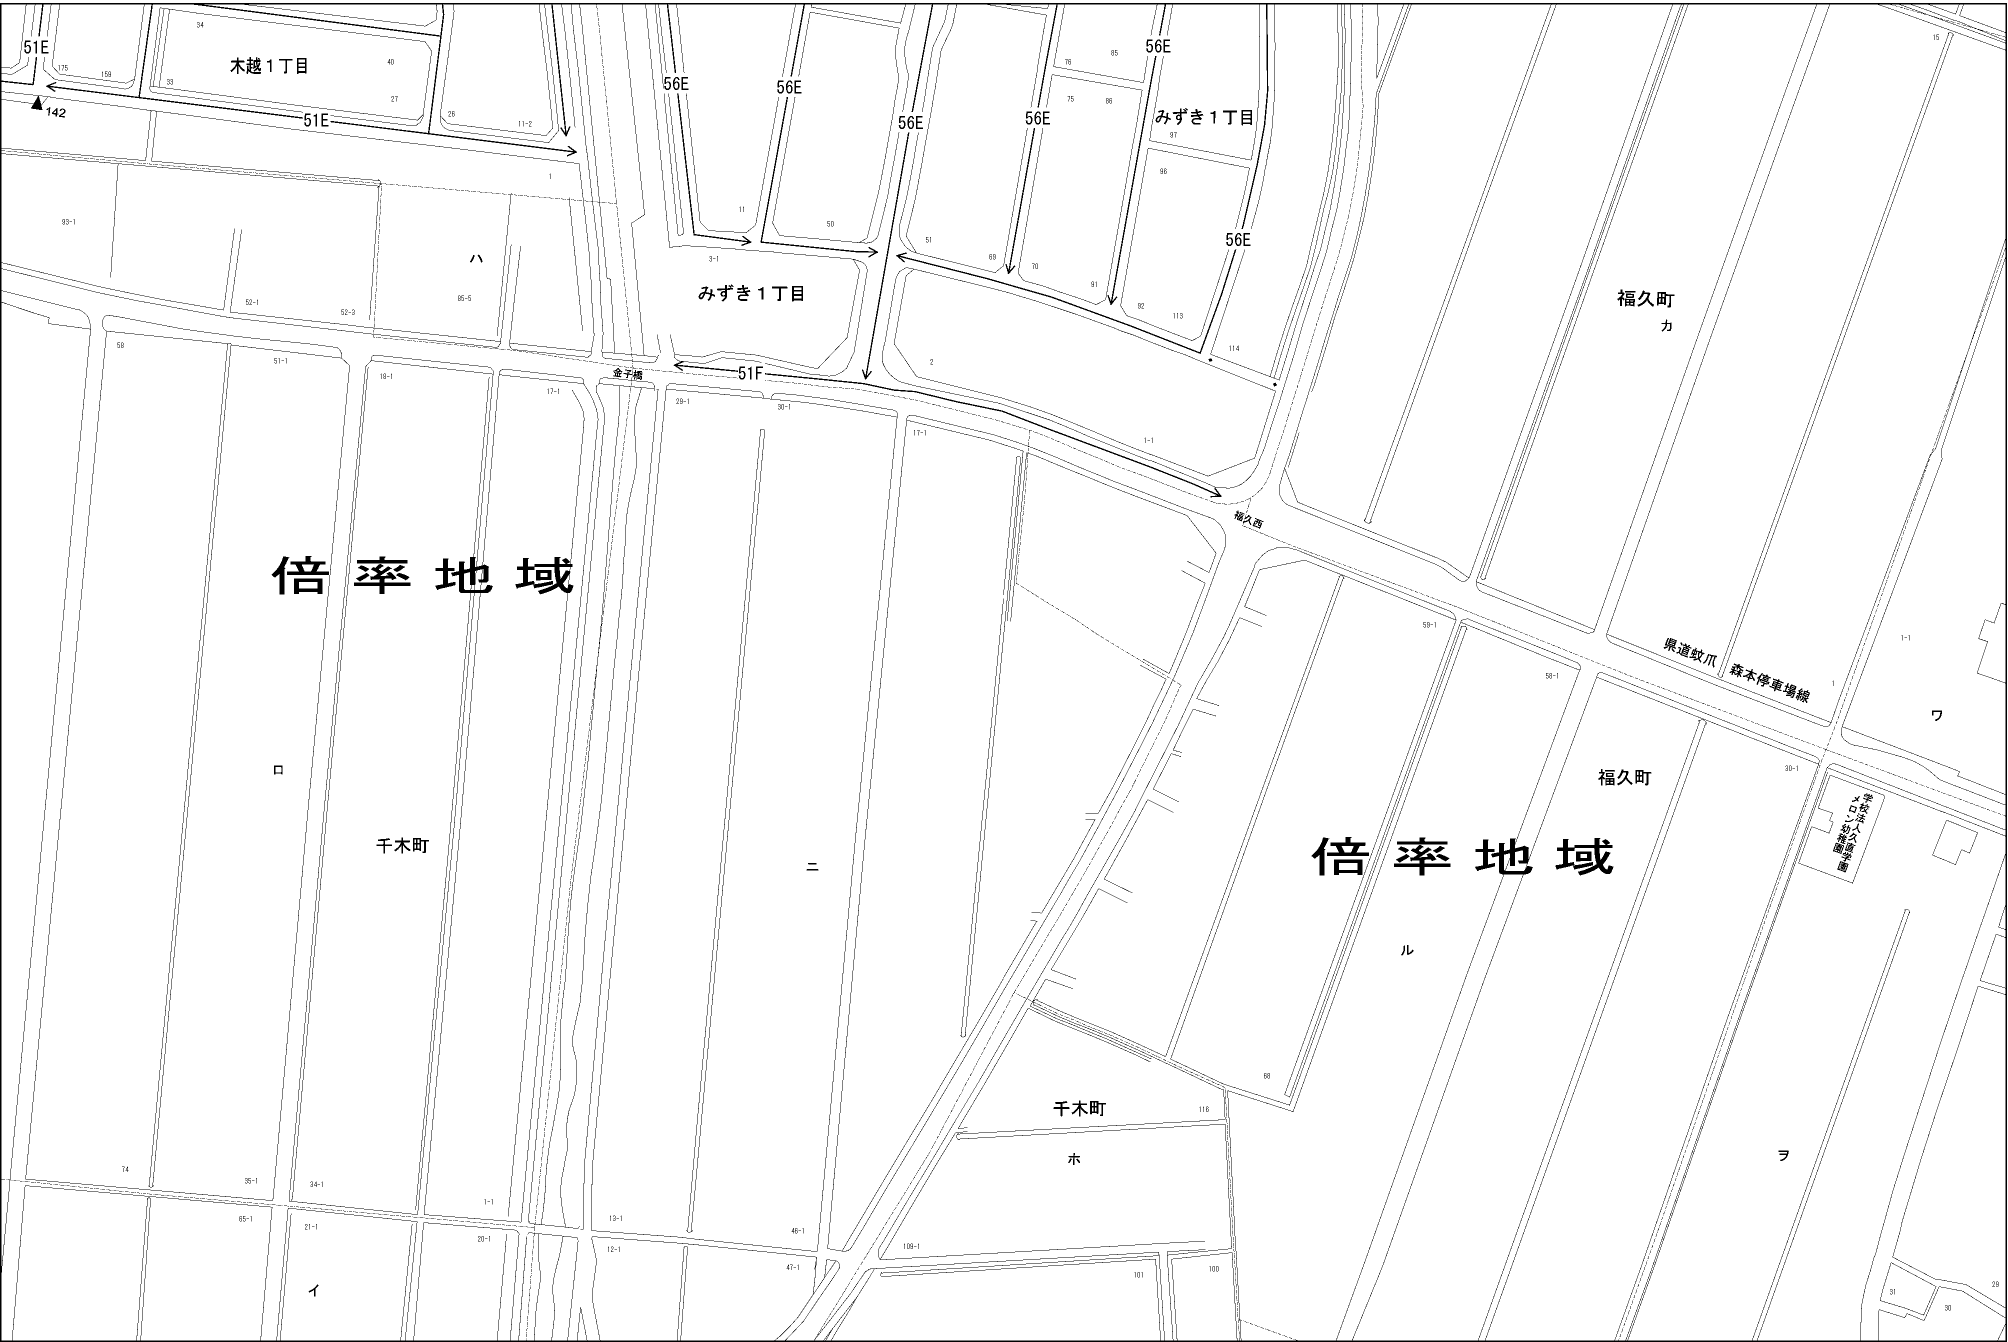 34
15
51E
木越１丁目
40
175
159
33
27
142
51E
26
11-2
56E
56E
56E
56E
56E
76
85
75
86
みずき１丁目
97
96
1
93-1
ハ
11
50
51
69
70
91
92
113
56E
114
3-1
みずき１丁目
52-1
52-3
85-5
福久町
カ
58
51-1
18-1
17-1
金子橋
51F
2
29-1
30-1
17-1
1-1
福久西
倍率地域
59-1
58-1
県道蚊爪 森本停車場線
1
1-1
ワ
ロ
千木町
ニ
福久町
30-1
学校法人久直学園
メロン幼稚園
倍率地域
ル
68
千木町
116
ホ
ヲ
74
35-1
34-1
1-1
13-1
46-1
65-1
21-1
20-1
12-1
47-1
109-1
101
100
イ
31
30
29